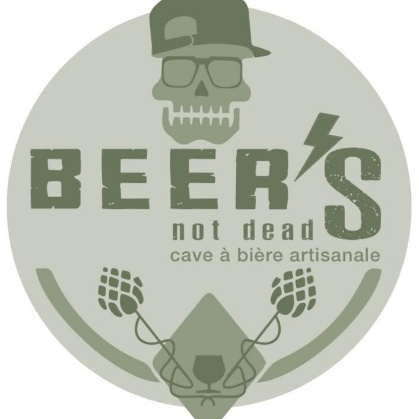 BEER'S
not dead
cave à bière artisanale